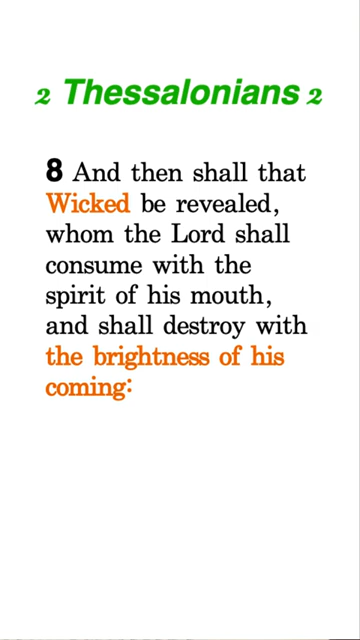 2 Thessalonians 2
8 And then shall that
Wicked be revealed,
whom the Lord shall
consume with the
spirit of his mouth,
and shall destroy with
the brightness of his
coming: